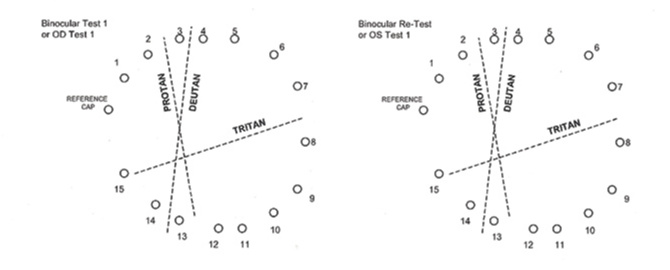 Binocular Test 1
or OD Test 1
3
4
5
2
6
1
PROTAN
DEUTAN
7
REFERENCE
CAP
TRITAN
8
15
9
14
13
10
12
11
Binocular Re-Test
or OS Test 1
3
4
5
2
6
1
PROTAN
DEUTAN
7
REFERENCE
CAP
TRITAN
8
15
9
14
13
10
12
11